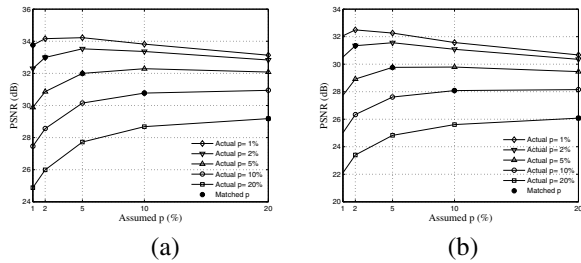 36
34
32
30
28
26
24
PSNR (dB)
1 2 5 10 20
Assumed p (%)
Actual p= 1%
Actual p= 2%
Actual p= 5%
Actual p= 10%
Actual p= 20%
Matched p
(a)
34
32
30
28
26
24
22
20
PSNR (dB)
1 2 5 10 20
Assumed p (%)
Actual p= 1%
Actual p= 2%
Actual p= 5%
Actual p= 10%
Actual p= 20%
Matched p
(b)